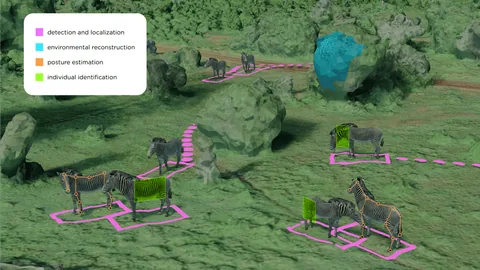 detection and localization
environmental reconstruction
posture estimation
individual identification